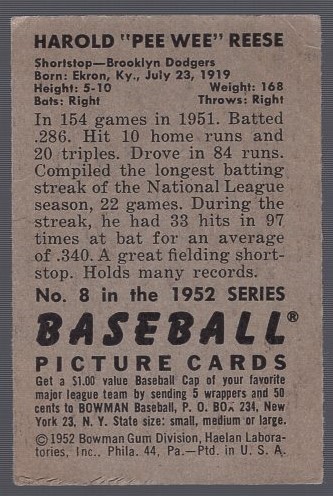 HAROLD "PEE WEE" REESE
Shortstop—Brooklyn Dodgers
Born: Ekron, Ky., July 23, 1919
Height: 5-10 Weight: 168
Bats: Right Throws: Right
In 154 games in 1951. Batted
.286. Hit 10 home runs and
20 triples. Drove in 84 runs.
Compiled the longest batting
streak of the National League
season, 22 games. During the
streak, he had 33 hits in 97
times at bat for an average
of .340. A great fielding short-
stop. Holds many records.
No. 8 in the 1952 SERIES
BASEBALL®
PICTURE CARDS
Get a $1.00 value Baseball Cap of your favorite
major league team by sending 5 wrappers and 50
cents to BOWMAN Baseball, P. O. BOX 234, New
York 23, N. Y. State size: small, medium or large.
©1952 Bowman Gum Division, Haelan Labora-
tories, Inc., Phila. 44, Pa.—Ptd. in U. S. A.